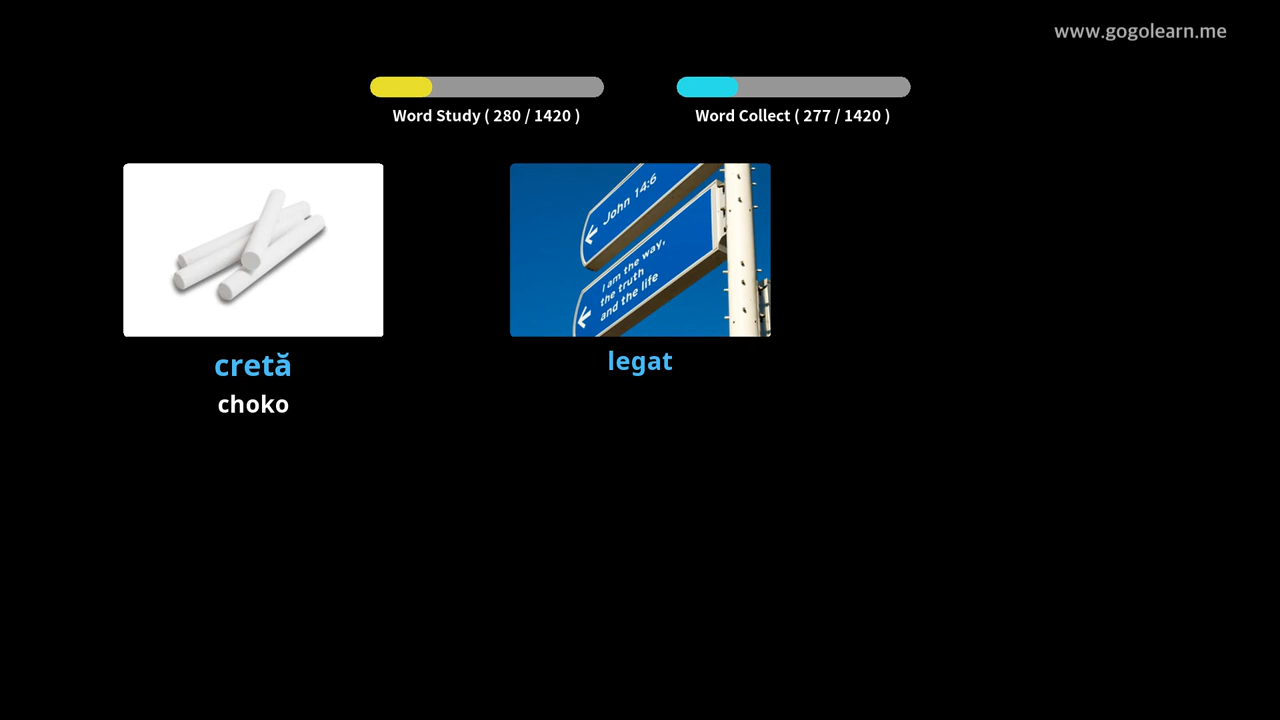 www.gogolearn.me
Word Study ( 280 / 1420 )
Word Collect ( 277 / 1420 )
John 14:6
I am the way,
the truth
and the life
cretă
choko
legat